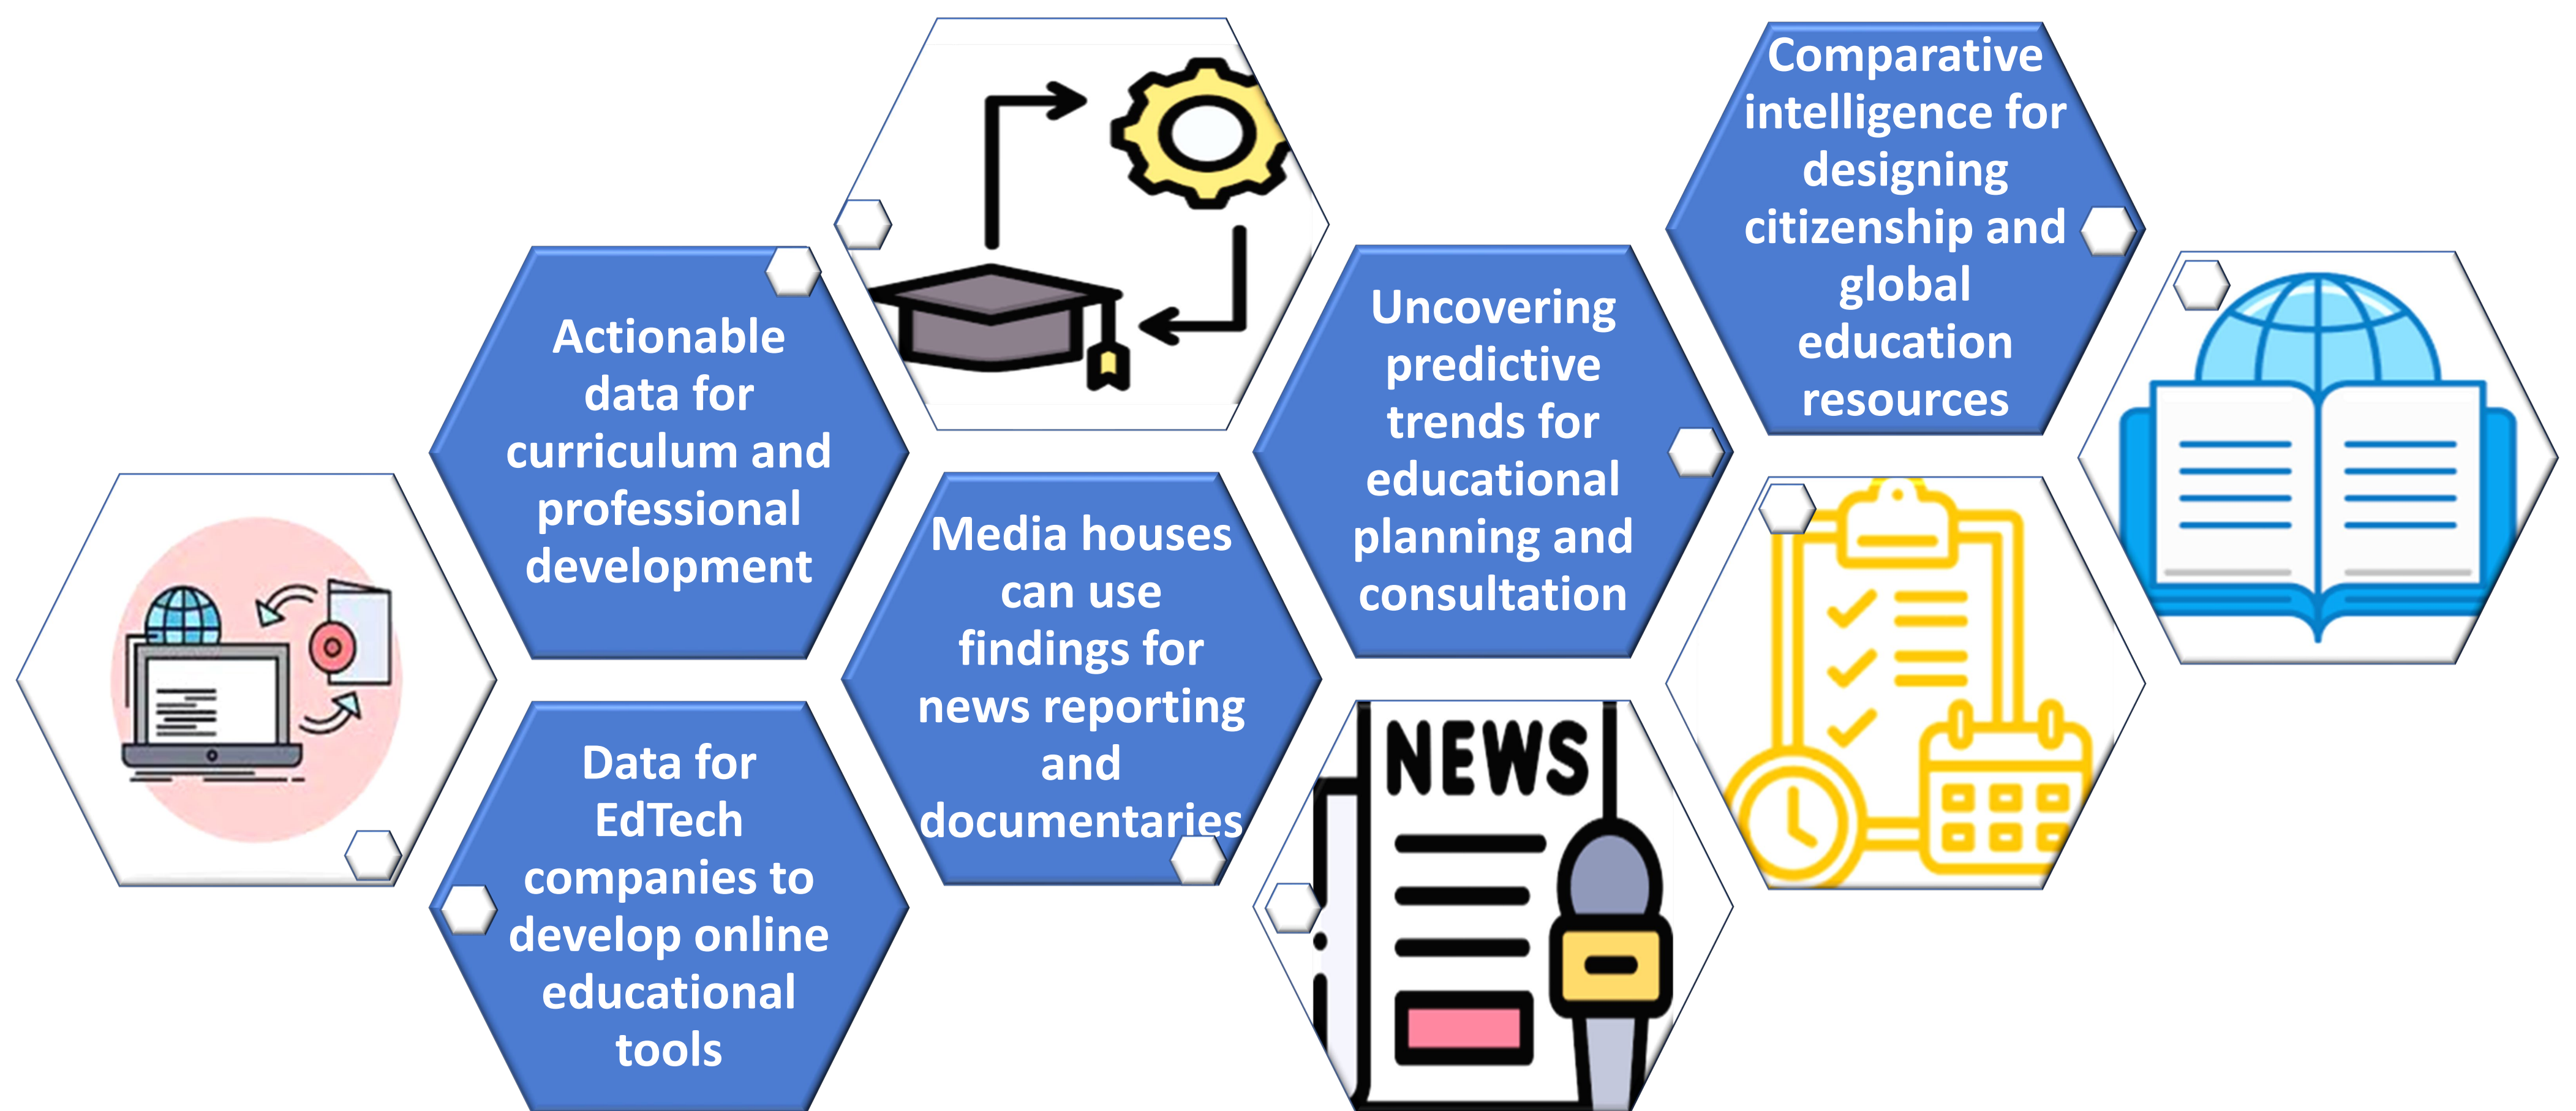 Actionable
data for
curriculum and
professional
development
Data for
EdTech
companies to
develop online
educational
tools
Media houses
can use
findings for
news reporting
and
documentaries
Uncovering
predictive
trends for
educational
planning and
consultation
NEWS
Comparative
intelligence for
designing
citizenship and
global
education
resources